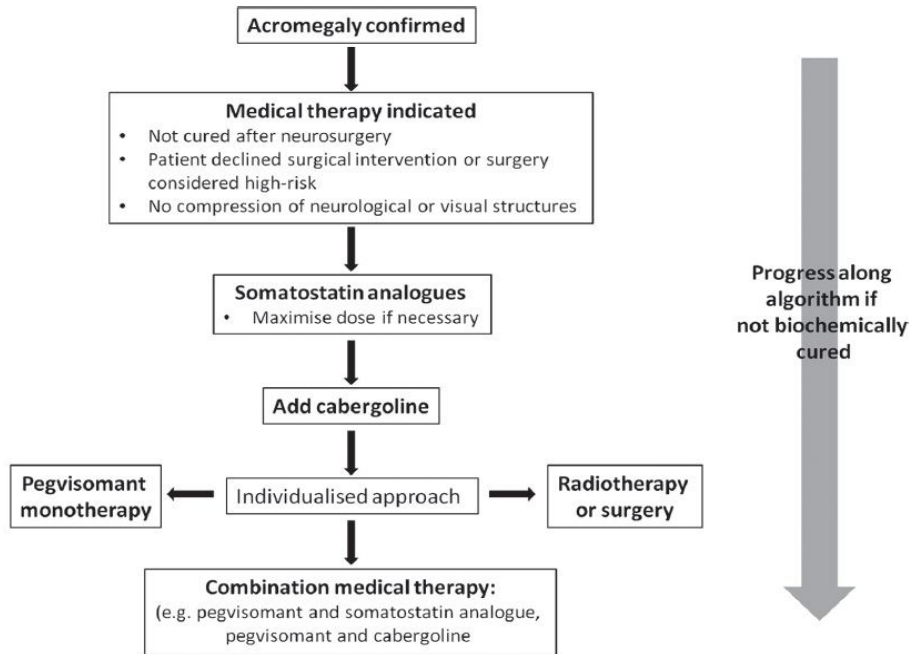 Acromegaly confirmed
Medical therapy indicated
• Not cured after neurosurgery
• Patient declined surgical intervention or surgery
considered high-risk
• No compression of neurological or visual structures
Somatostatin analogues
• Maximise dose if necessary
Progress along
algorithm if
not biochemically
cured
Add cabergoline
Pegvisomant
monotherapy
Individualised approach
Radiotherapy
or surgery
Combination medical therapy:
(e.g. pegvisomant and somatostatin analogue,
pegvisomant and cabergoline